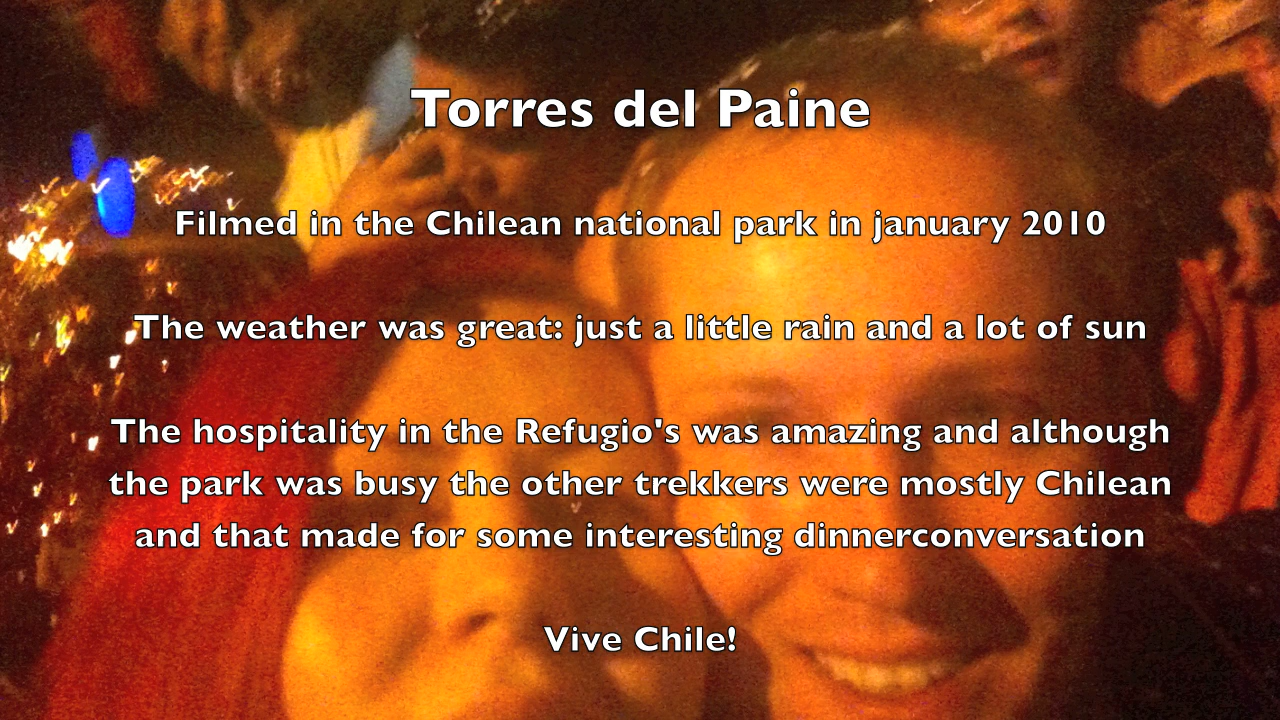 Torres del Paine
Filmed in the Chilean national park in january 2010
The weather was great: just a little rain and a lot of sun
The hospitality in the Refugio's was amazing and although
the park was busy the other trekkers were mostly Chilean
and that made for some interesting dinnerconversation
Vive Chile!